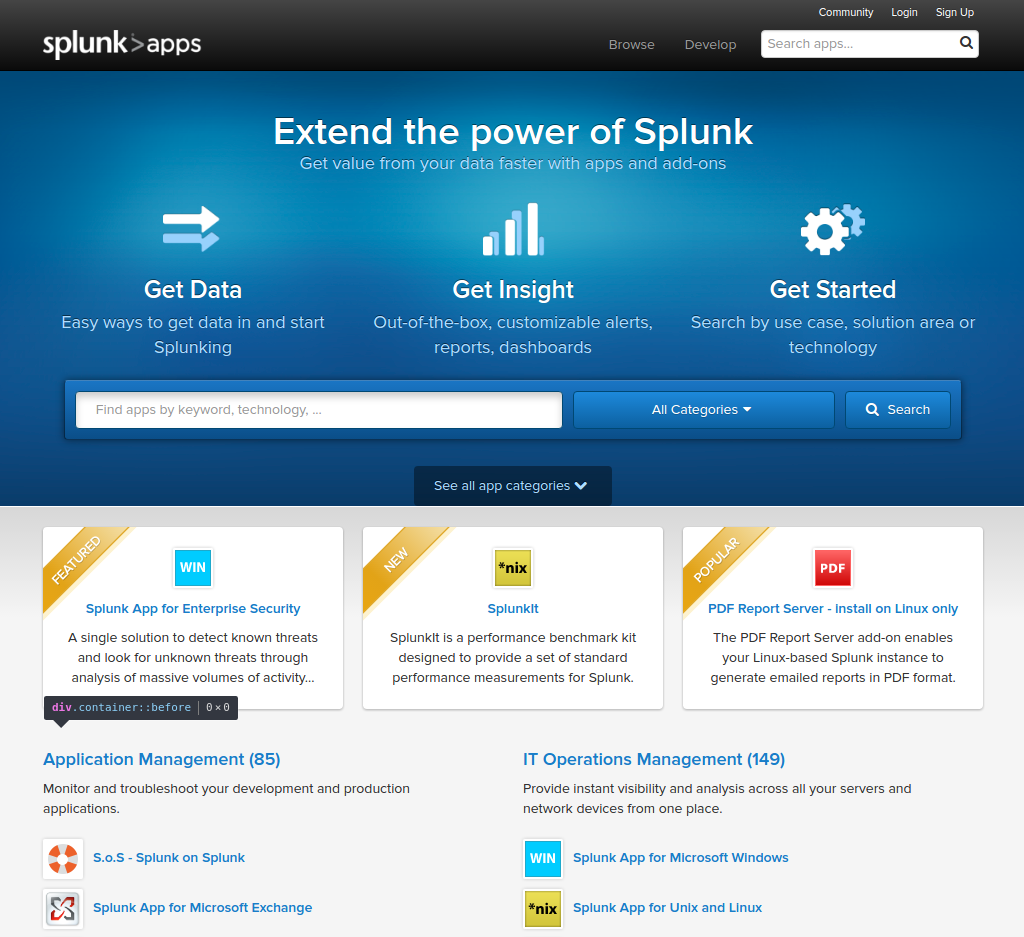 Community Login Sign Up
splunk>apps
Browse Develop Search apps...
Extend the power of Splunk
Get value from your data faster with apps and add-ons
Get Data
Easy ways to get data in and start
Splunking
Get Insight
Out-of-the-box, customizable alerts,
reports, dashboards
Get Started
Search by use case, solution area or
technology
Find apps by keyword, technology, ...
All Categories
Search
See all app categories
FEATURED
WIN
Splunk App for Enterprise Security
A single solution to detect known threats
and look for unknown threats through
analysis of massive volumes of activity...
NEW
*nix
SplunkIt
SplunkIt is a performance benchmark kit
designed to provide a set of standard
performance measurements for Splunk.
POPULAR
PDF
PDF Report Server - install on Linux only
The PDF Report Server add-on enables
your Linux-based Splunk instance to
generate emailed reports in PDF format.
div.container::before | 0×0
Application Management (85)
Monitor and troubleshoot your development and production
applications.
S.o.S - Splunk on Splunk
Splunk App for Microsoft Exchange
IT Operations Management (149)
Provide instant visibility and analysis across all your servers and
network devices from one place.
WIN
Splunk App for Microsoft Windows
*nix
Splunk App for Unix and Linux